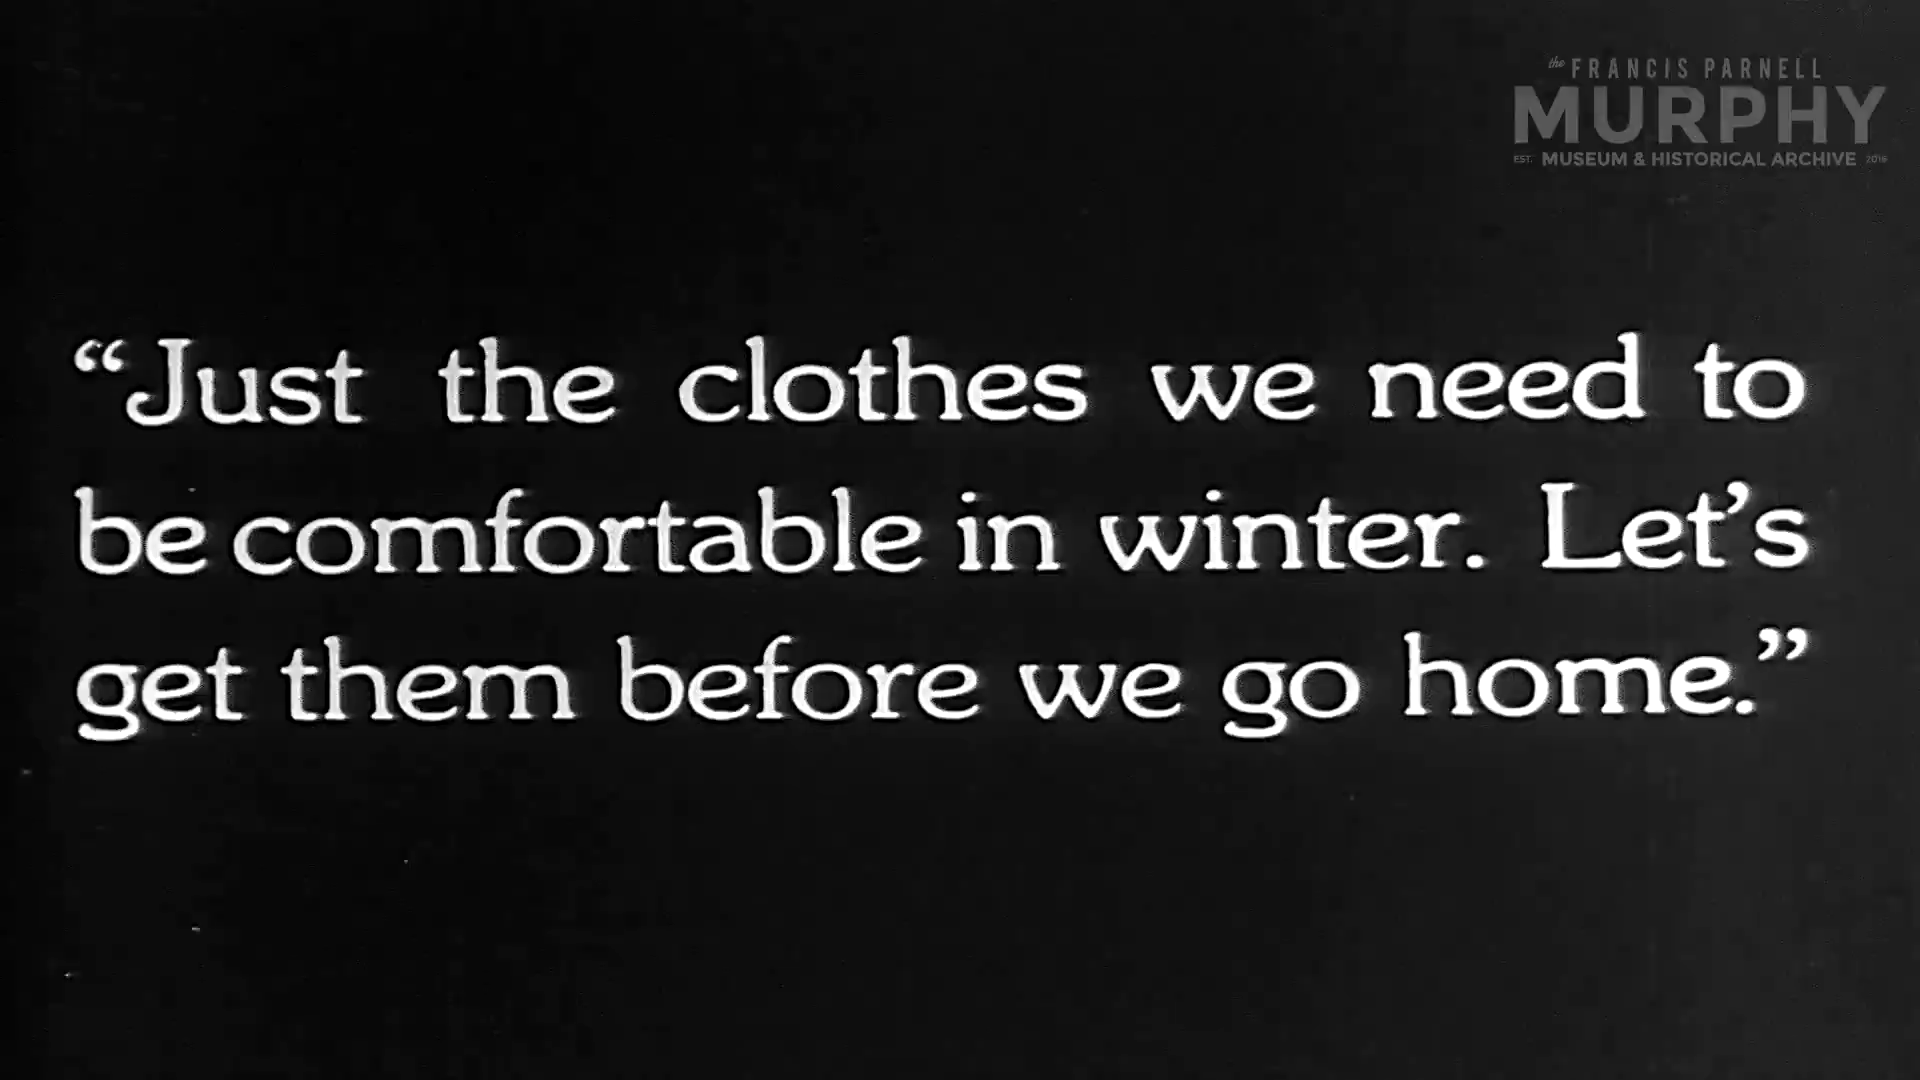 the FRANCIS PARNELL
MURPHY
EST. MUSEUM & HISTORICAL ARCHIVE 2016
“Just the clothes we need to
be comfortable in winter. Let’s
get them before we go home.”